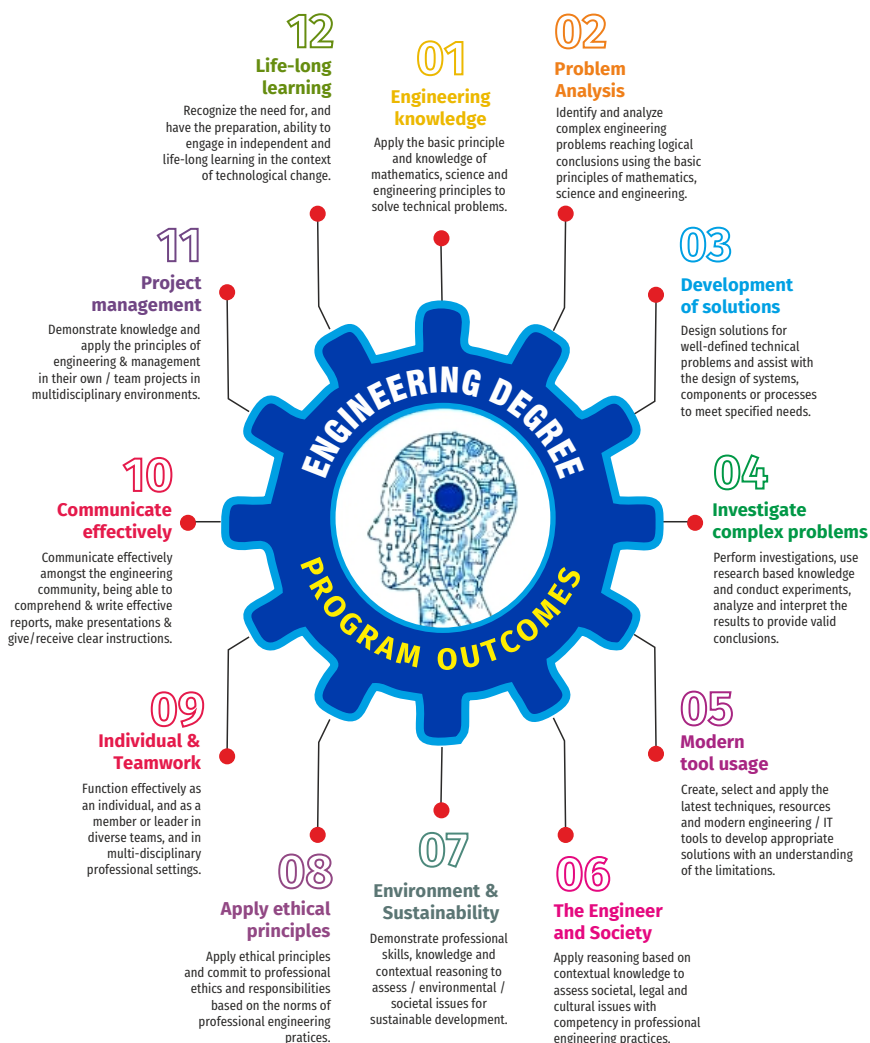 ENGINEERING DEGREE
PROGRAM OUTCOMES
01
Engineering
knowledge
Apply the basic principle
and knowledge of
mathematics, science and
engineering principles to
solve technical problems.
02
Problem
Analysis
Identify and analyze
complex engineering
problems reaching logical
conclusions using the basic
principles of mathematics,
science and engineering.
03
Development
of solutions
Design solutions for
well-defined technical
problems and assist with
the design of systems,
components or processes
to meet specified needs.
04
Investigate
complex problems
Perform investigations, use
research based knowledge
and conduct experiments,
analyze and interpret the
results to provide valid
conclusions.
05
Modern
tool usage
Create, select and apply the
latest techniques, resources
and modern engineering / IT
tools to develop appropriate
solutions with an understanding
of the limitations.
06
The Engineer
and Society
Apply reasoning based on
contextual knowledge to
assess societal, legal and
cultural issues with
competency in professional
engineering practices.
07
Environment &
Sustainability
Demonstrate professional
skills, knowledge and
contextual reasoning to
assess / environmental /
societal issues for
sustainable development.
08
Apply ethical
principles
Apply ethical principles
and commit to professional
ethics and responsibilities
based on the norms of
professional engineering
pratices.
09
Individual &
Teamwork
Function effectively as
an individual, and as a
member or leader in
diverse teams, and in
multi-disciplinary
professional settings.
10
Communicate
effectively
Communicate effectively
amongst the engineering
community, being able to
comprehend & write effective
reports, make presentations &
give/receive clear instructions.
11
Project
management
Demonstrate knowledge and
apply the principles of
engineering & management
in their own / team projects in
multidisciplinary environments.
12
Life-long
learning
Recognize the need for, and
have the preparation, ability to
engage in independent and
life-long learning in the context
of technological change.